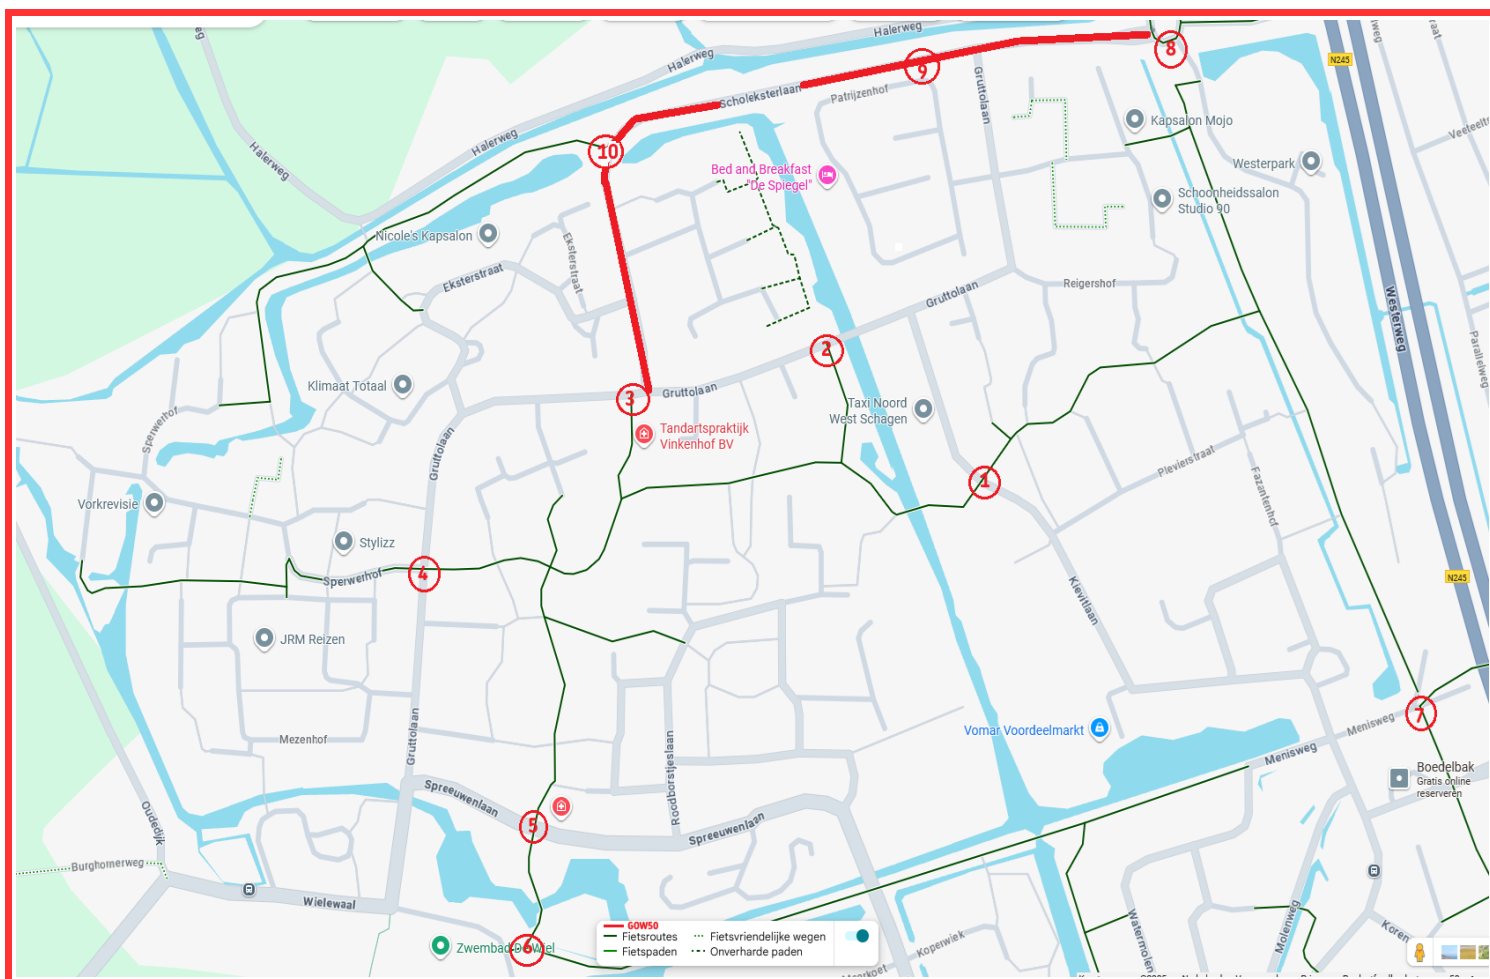 Halerweg
Halerweg
8
N245
9
Scholeksterlaan
Patrijzenhof
Gruttolaan
Kapsalon Mojo
Halerweg
10
Halerweg
Bed and Breakfast
"De Spiegel"
Westerpark
Schoonheidssalon
Studio 90
Nicole's Kapsalon
Eksterstraat
Eksterstraat
Reigershof
Gruttolaan
Westerweg
2
Parallelweg
Klimaat Totaal
3
Gruttolaan
Taxi Noord
West Schagen
Tandartspraktijk
Vinkenhof BV
Sperwerhof
Gruttolaan
Plevierstraat
1
Fazantenhof
Vorkrevisie
Stylizz
Sperwerhof
4
N245
Kievitlaan
JRM Reizen
Gruttolaan
Mezenhof
7
Menisweg
Vomar Voordeelmarkt
Menisweg
Roodborstjeslaan
Boedelbak
Gratis online
reserveren
Spreeuwenlaan
5
Spreeuwenlaan
Oudedijk
Burghornerweg
Wielewaal
Zwembad De Wiel
6
GOW50
Fietsroutes
Fietsvriendelijke wegen
Fietspaden
Onverharde paden
Koperwiek
Molenweg